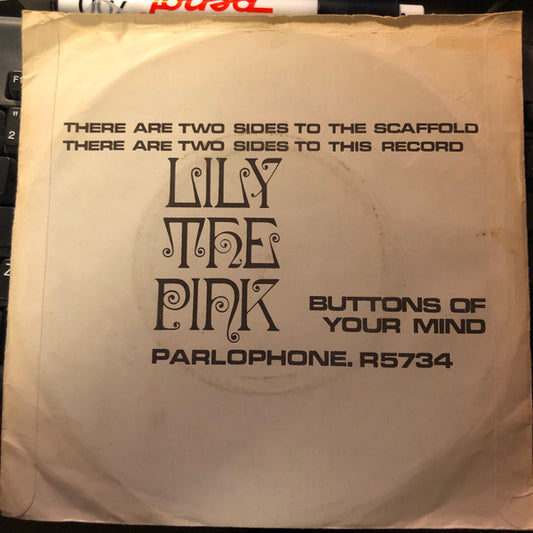 THERE ARE TWO SIDES TO THE SCAFFOLD
THERE ARE TWO SIDES TO THIS RECORD
LILY
THE
PINK
BUTTONS OF
YOUR MIND
PARLOPHONE. R5734